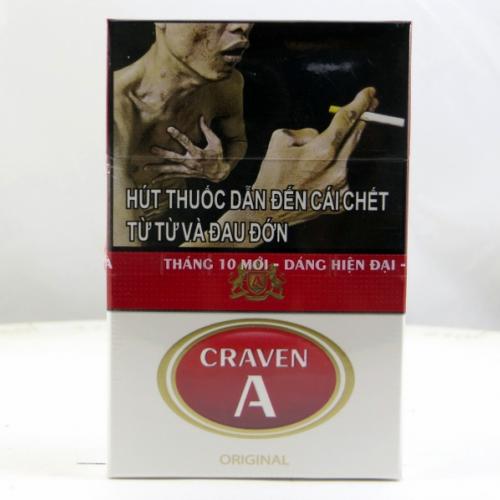 HÚT THUỐC DẪN ĐẾN CÁI CHẾT
TỪ TỪ VÀ ĐAU ĐỚN
A THÁNG 10 MỚI - DÁNG HIỆN ĐẠI -
CRAVEN
A
ORIGINAL